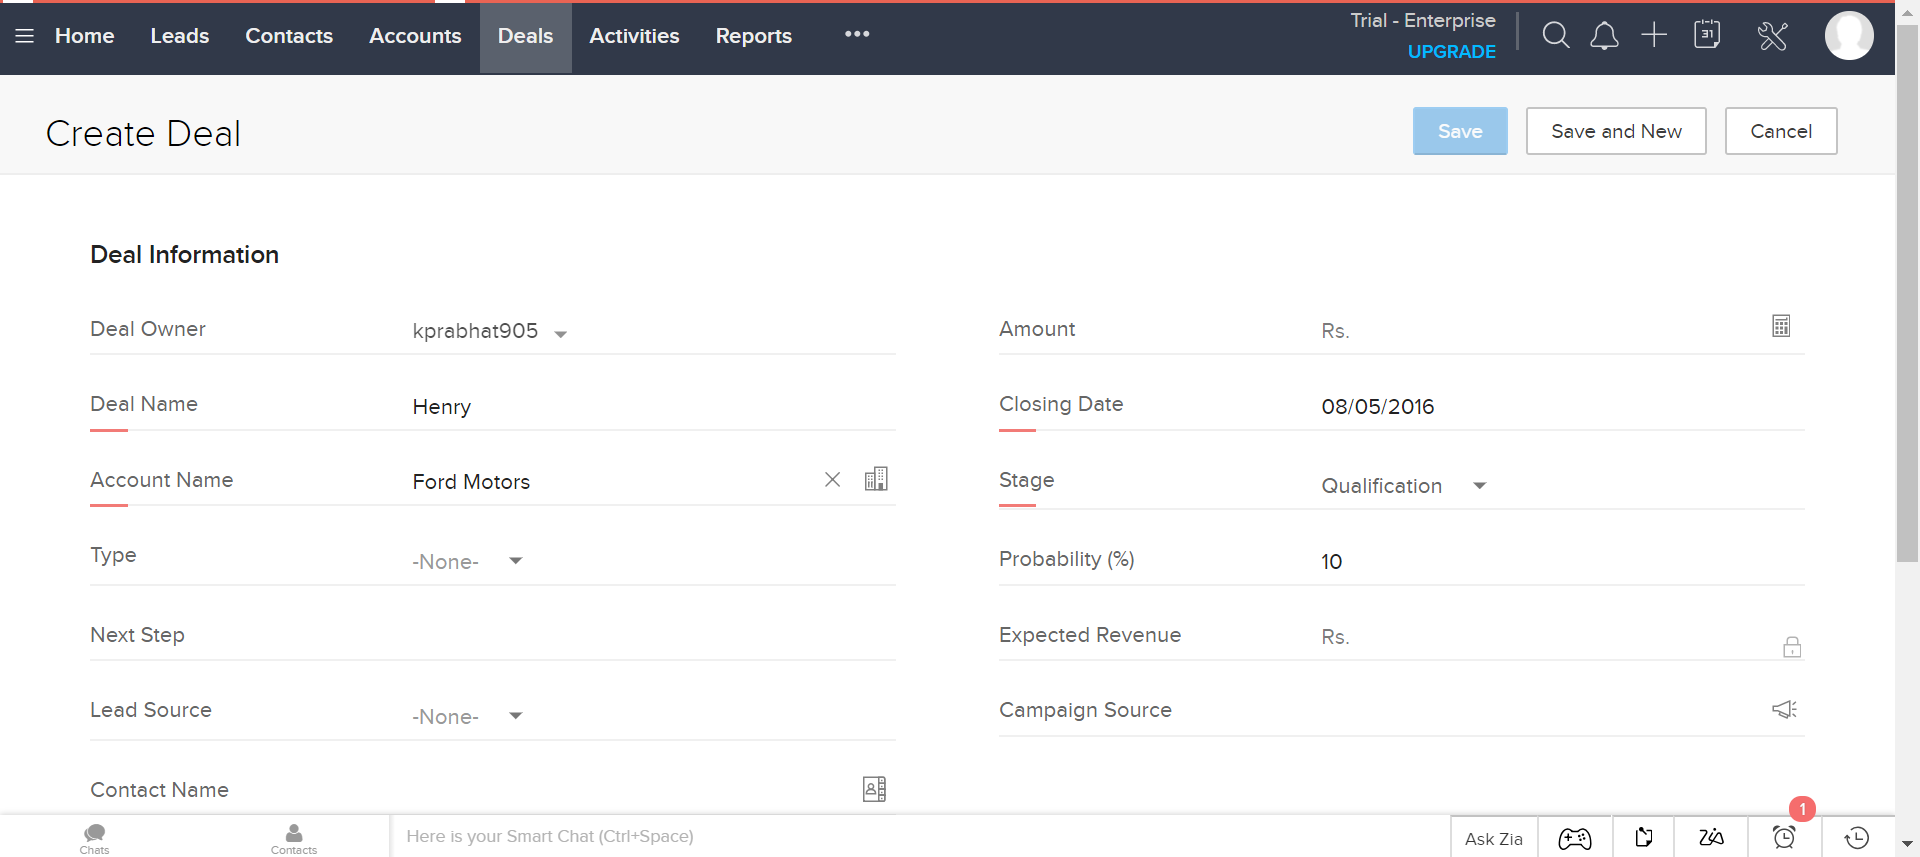 Home Leads Contacts Accounts Deals Activities Reports ••• Trial - Enterprise
UPGRADE
31
Create Deal Save Save and New Cancel
Deal Information
Deal Owner kprabhat905 Amount Rs.
Deal Name Henry Closing Date 08/05/2016
Account Name Ford Motors Stage Qualification
Type -None- Probability (%) 10
Next Step Expected Revenue Rs.
Lead Source -None- Campaign Source
Contact Name
1
Chats Contacts Here is your Smart Chat (Ctrl+Space) Ask Zia